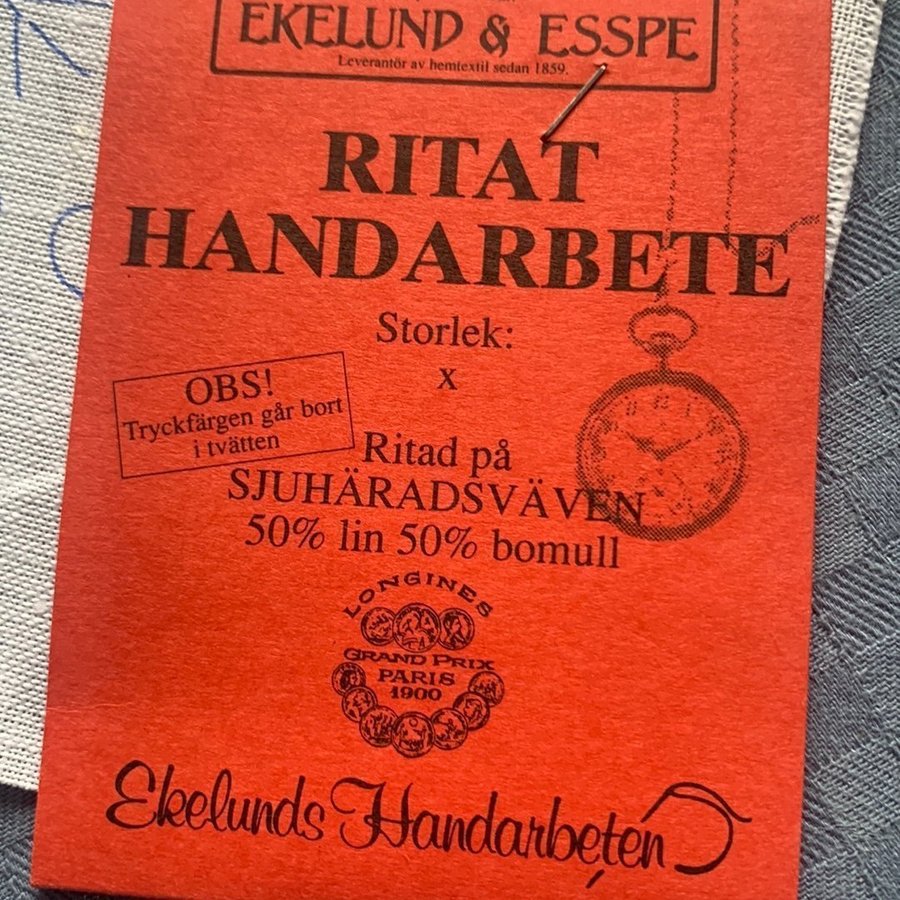 EKELUND & ESSPE
Leverantör av hemtextil sedan 1859.
RITAT
HANDARBETE
Storlek:
x
OBS!
Tryckfärgen går bort
i tvätten
Ritad på
SJUHÄRADSVÄVEN
50% lin 50% bomull
LONGINES
GRAND PRIX
PARIS
1900
Ekelunds Handarbeten